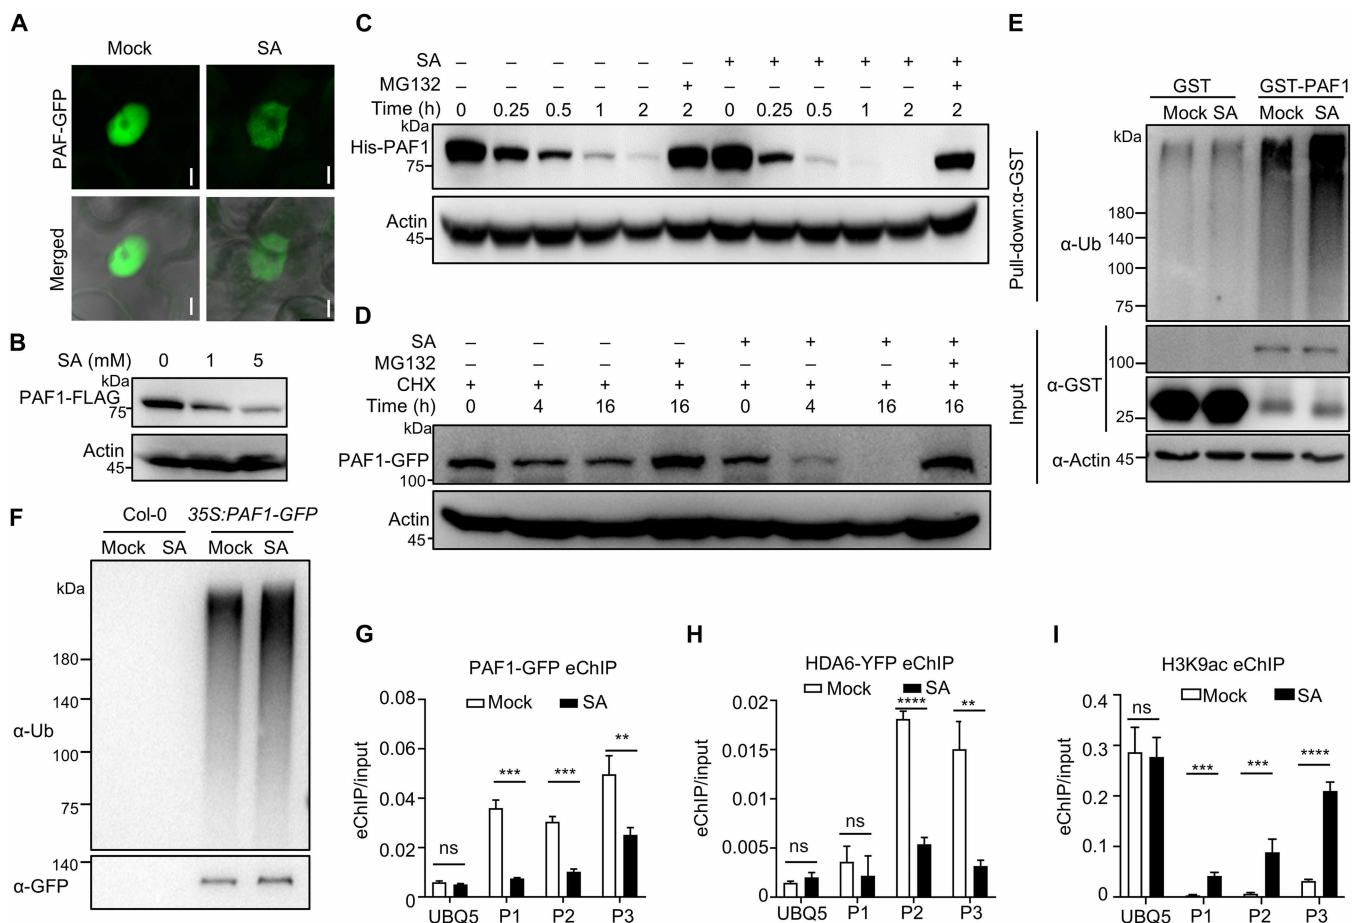 A
Mock SA
PAF-GFP
Merged
B
SA (mM) 0 1 5
kDa
PAF1-FLAG
75
Actin
45
C
SA – – – – – – + + + + + +
MG132 – – – – – + – – – – – +
Time (h) 0 0.25 0.5 1 2 2 0 0.25 0.5 1 2 2
kDa
His-PAF1
75
Actin
45
D
SA – – – – + + + +
MG132 – – – + – – – +
CHX + + + + + + + +
Time (h) 0 4 16 16 0 4 16 16
kDa
PAF1-GFP
100
Actin
45
E
GST GST-PAF1
Mock SA Mock SA
kDa
Pull-down:α-GST
α-Ub
180
140
100
75
Input
α-GST
100
25
α-Actin 45
F
Col-0 35S:PAF1-GFP
Mock SA Mock SA
kDa
180
140
α-Ub
100
75
140
α-GFP
G
PAF1-GFP eChIP
Mock SA
eChIP/input
0.08
0.06
0.04
0.02
0
ns *** *** **
UBQ5 P1 P2 P3
H
HDA6-YFP eChIP
Mock SA
eChIP/input
0.02
0.015
0.01
0.005
0
ns ns **** **
UBQ5 P1 P2 P3
I
H3K9ac eChIP
Mock SA
eChIP/input
0.4
0.3
0.2
0.1
0
ns *** *** ****
UBQ5 P1 P2 P3